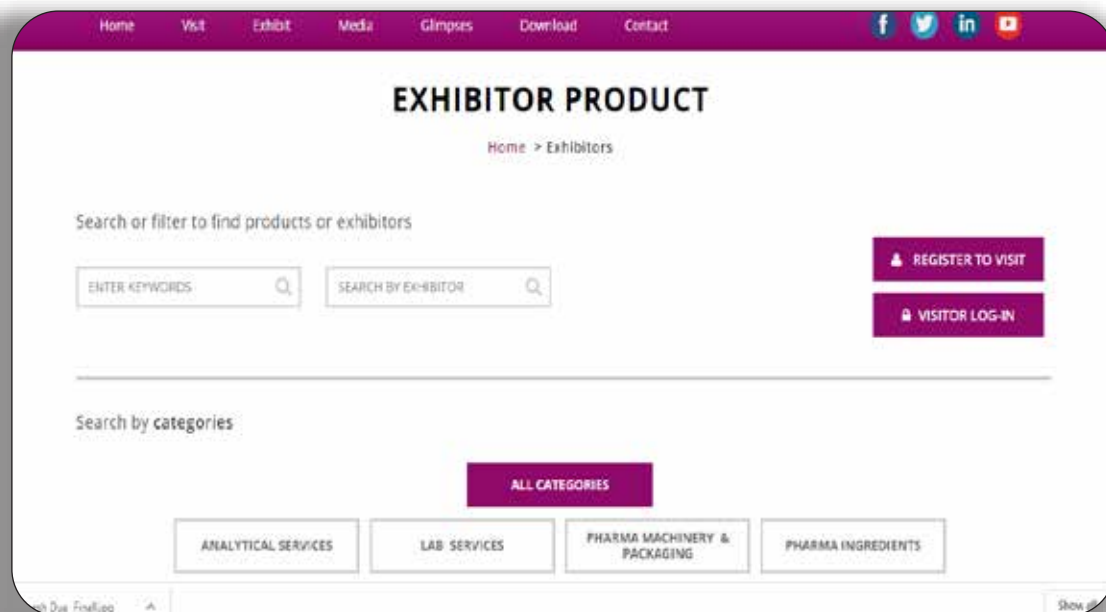 Home Visit Exhibit Media Glimpses Download Contact f in
EXHIBITOR PRODUCT
Home > Exhibitors
Search or filter to find products or exhibitors
REGISTER TO VISIT
ENTER KEYWORDS SEARCH BY EXHIBITOR
VISITOR LOG-IN
Search by categories
ALL CATEGORIES
ANALYTICAL SERVICES LAB SERVICES PHARMA MACHINERY & PACKAGING PHARMA INGREDIENTS
Show